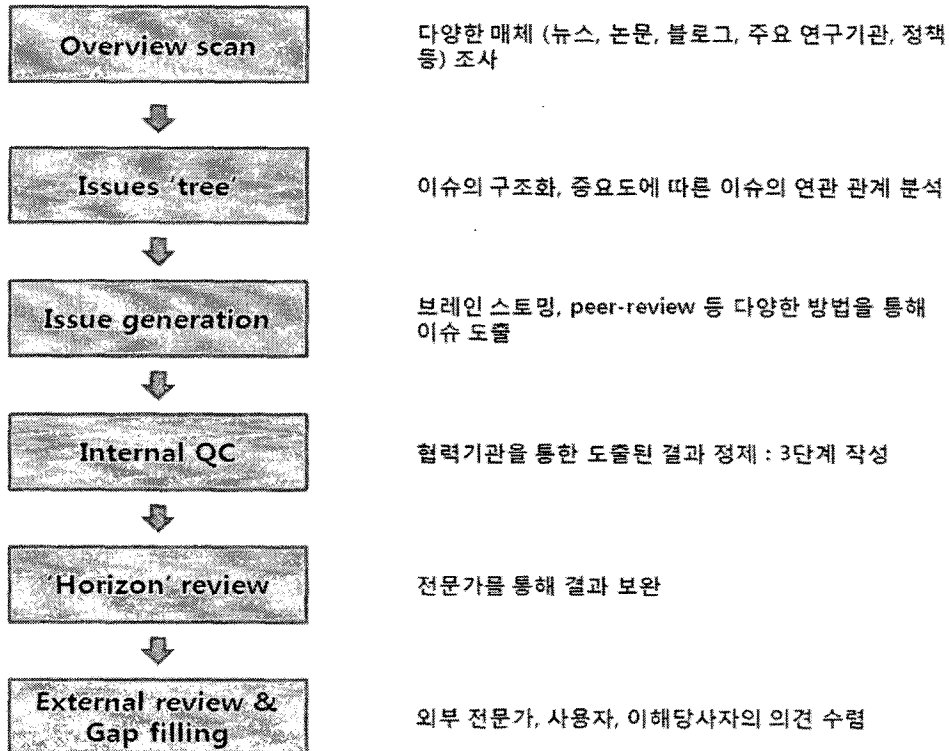 Overview scan
다양한 매체 (뉴스, 논문, 블로그, 주요 연구기관, 정책
등) 조사
Issues 'tree'
이슈의 구조화, 중요도에 따른 이슈의 연관 관계 분석
Issue generation
브레인 스토밍, peer-review 등 다양한 방법을 통해
이슈 도출
Internal QC
협력기관을 통한 도출된 결과 정제 : 3단계 작성
'Horizon' review
전문가를 통해 결과 보완
External review &
Gap filling
외부 전문가, 사용자, 이해당사자의 의견 수렴